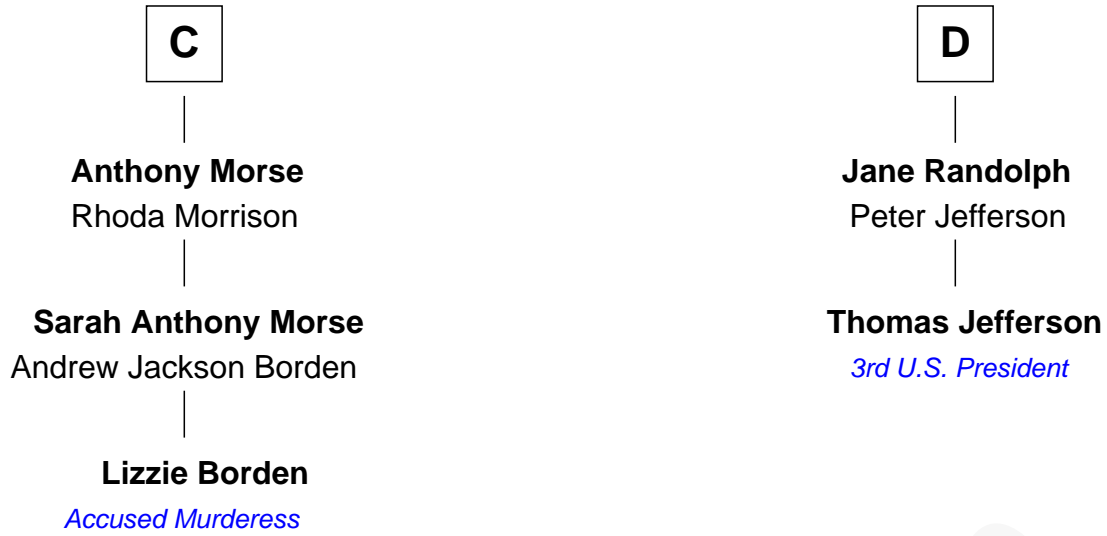 C
Anthony Morse
Rhoda Morrison
Sarah Anthony Morse
Andrew Jackson Borden
Lizzie Borden
Accused Murderess
D
Jane Randolph
Peter Jefferson
Thomas Jefferson
3rd U.S. President